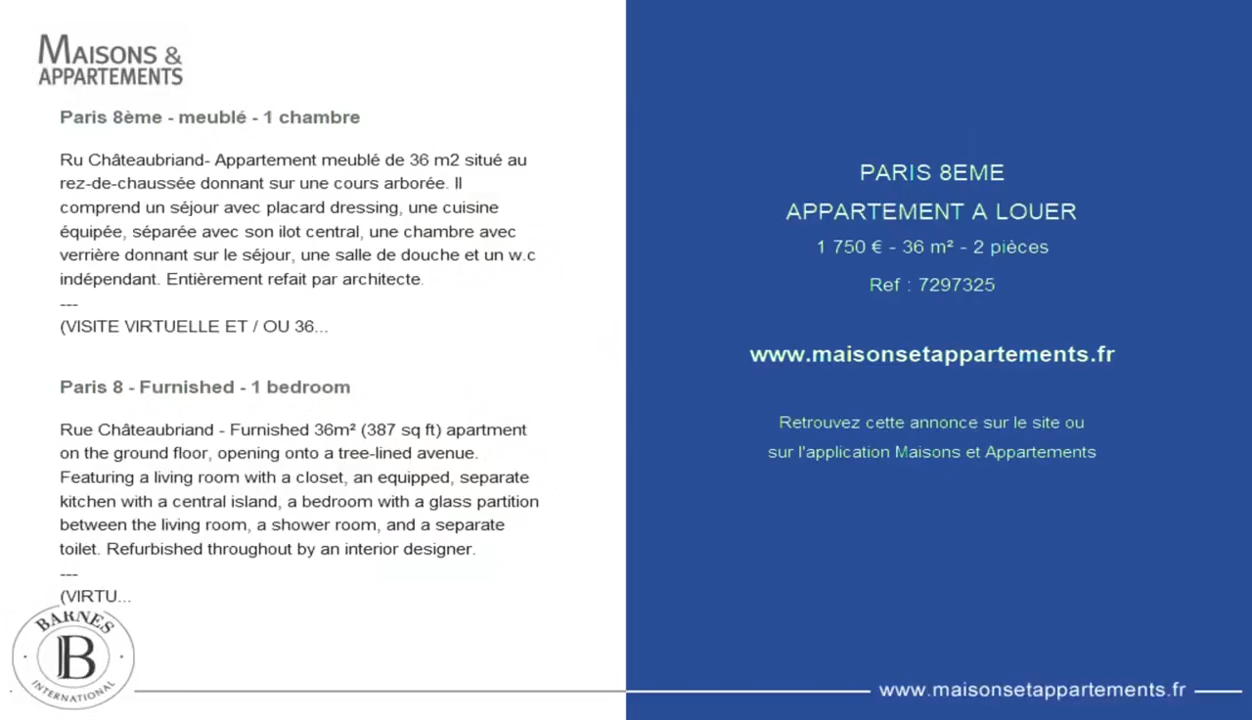 MAISONS &
APPARTEMENTS
Paris 8ème - meublé - 1 chambre
Ru Châteaubriand- Appartement meublé de 36 m2 situé au
rez-de-chaussée donnant sur une cours arborée. Il
comprend un séjour avec placard dressing, une cuisine
équipée, séparée avec son ilot central, une chambre avec
verrière donnant sur le séjour, une salle de douche et un w.c
indépendant. Entièrement refait par architecte.
---
(VISITE VIRTUELLE ET / OU 36...
Paris 8 - Furnished - 1 bedroom
Rue Châteaubriand - Furnished 36m² (387 sq ft) apartment
on the ground floor, opening onto a tree-lined avenue.
Featuring a living room with a closet, an equipped, separate
kitchen with a central island, a bedroom with a glass partition
between the living room, a shower room, and a separate
toilet. Refurbished throughout by an interior designer.
---
(VIRTU...
BARNES
B
INTERNATIONAL
PARIS 8EME
APPARTEMENT A LOUER
1 750 € - 36 m² - 2 pièces
Ref : 7297325
www.maisonsetappartements.fr
Retrouvez cette annonce sur le site ou
sur l'application Maisons et Appartements
www.maisonsetappartements.fr